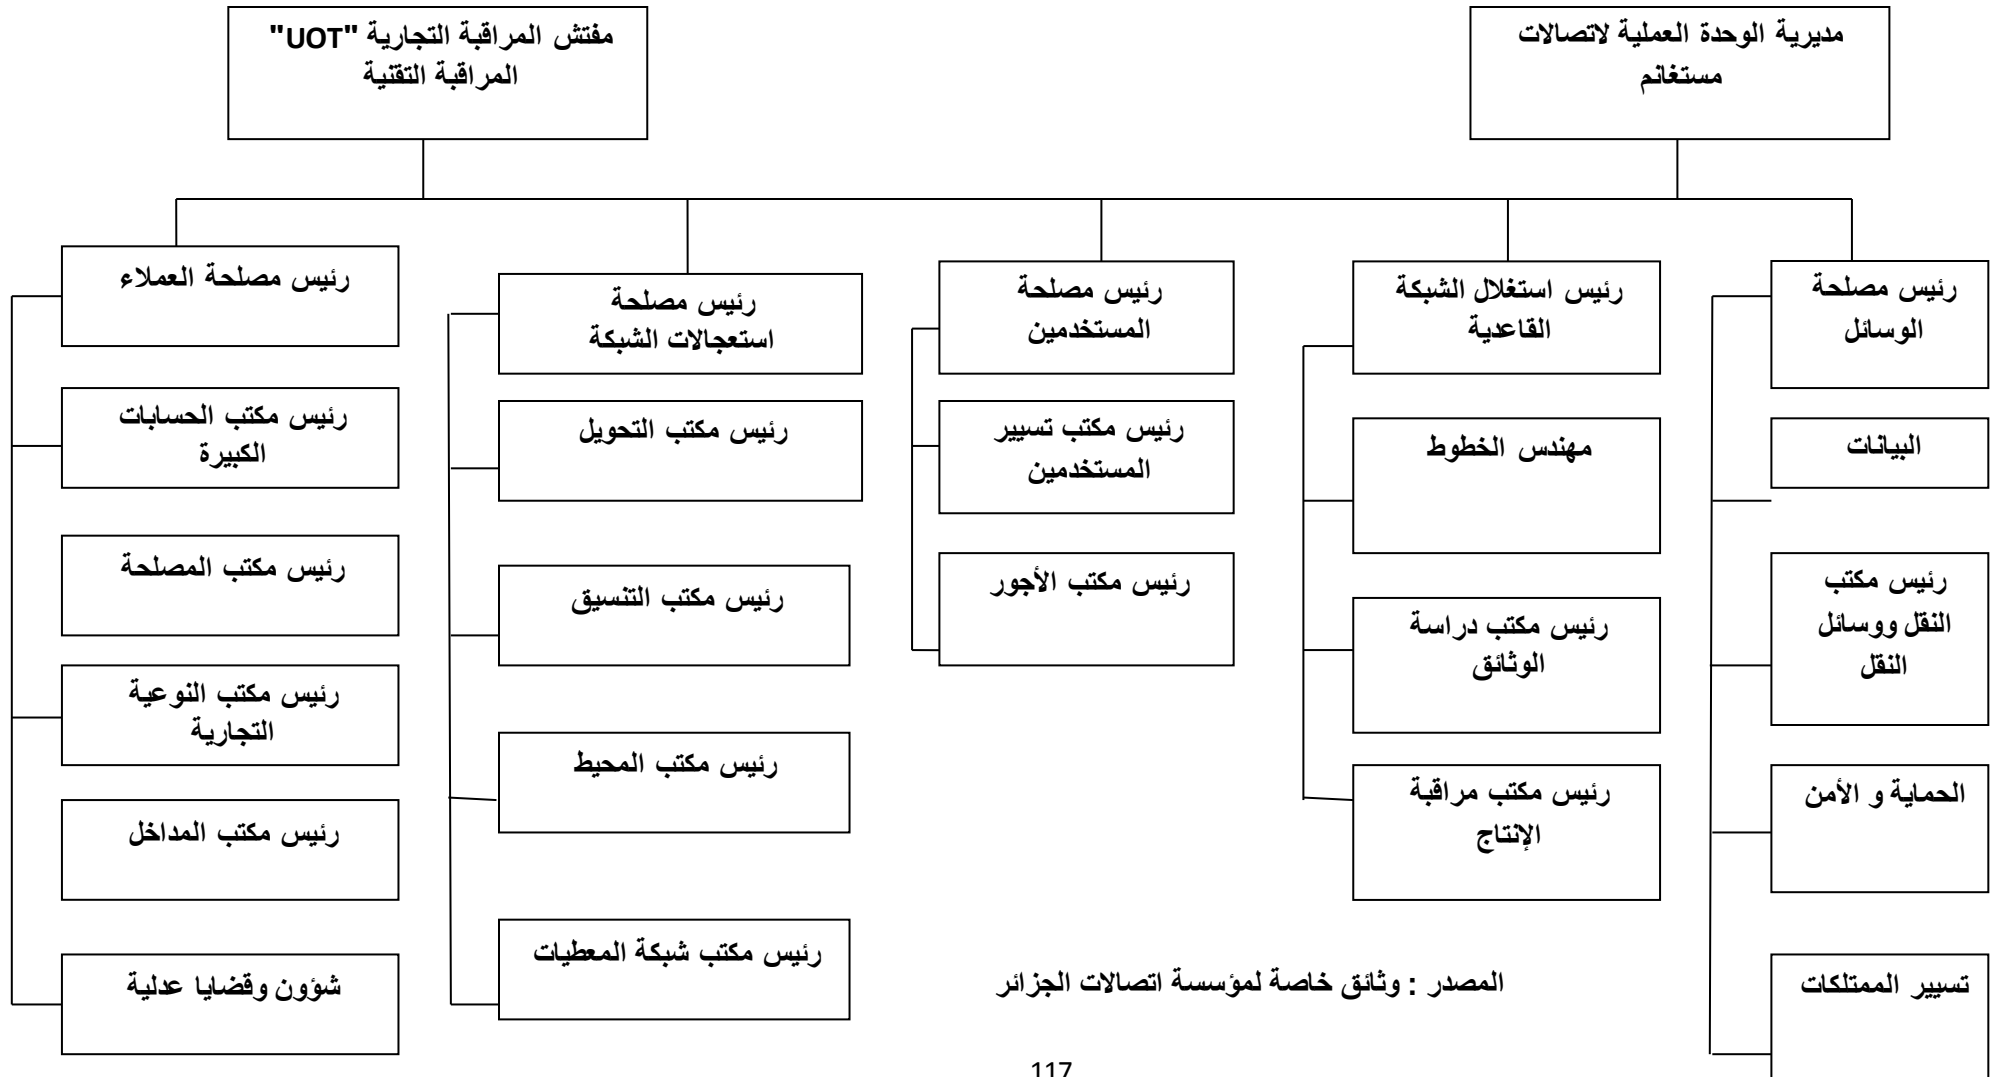 مديرية الوحدة العملية لاتصالات
مستغانم
مفتش المراقبة التجارية "UOT"
المراقبة التقنية
رئيس مصلحة
الوسائل
البيانات
رئيس مكتب
النقل ووسائل
النقل
الحماية و الأمن
تسيير الممتلكات
رئيس استغلال الشبكة
القاعدية
مهندس الخطوط
رئيس مكتب دراسة
الوثائق
رئيس مكتب مراقبة
الإنتاج
رئيس مصلحة
المستخدمين
رئيس مكتب تسيير
المستخدمين
رئيس مكتب الأجور
رئيس مصلحة
استعجالات الشبكة
رئيس مكتب التحويل
رئيس مكتب التنسيق
رئيس مكتب المحيط
رئيس مكتب شبكة المعطيات
رئيس مصلحة العملاء
رئيس مكتب الحسابات
الكبيرة
رئيس مكتب المصلحة
رئيس مكتب النوعية
التجارية
رئيس مكتب المداخل
شؤون وقضايا عدلية
المصدر : وثائق خاصة لمؤسسة اتصالات الجزائر
117